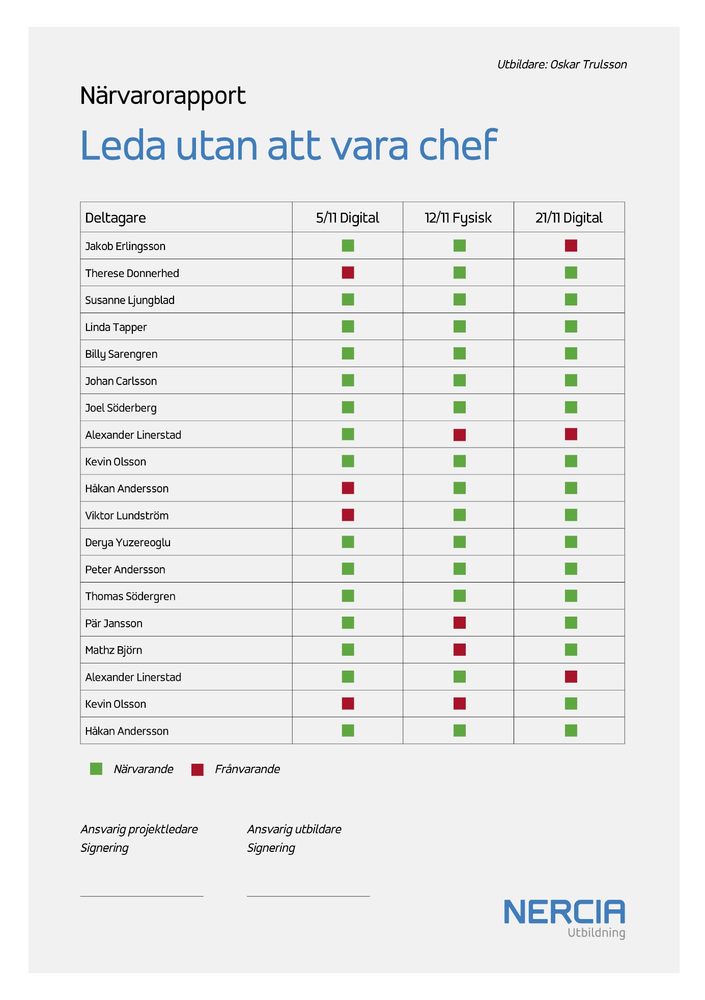 Utbildare: Oskar Trulsson
Närvarorapport
Leda utan att vara chef
Deltagare 5/11 Digital 12/11 Fysisk 21/11 Digital
Jakob Erlingsson
Therese Donnerhed
Susanne Ljungblad
Linda Tapper
Billy Sarengren
Johan Carlsson
Joel Söderberg
Alexander Linerstad
Kevin Olsson
Håkan Andersson
Viktor Lundström
Derya Yuzereoglu
Peter Andersson
Thomas Södergren
Pär Jansson
Mathz Björn
Alexander Linerstad
Kevin Olsson
Håkan Andersson
Närvarande Frånvarande
Ansvarig projektledare Ansvarig utbildare
Signering Signering
NERCIA
Utbildning